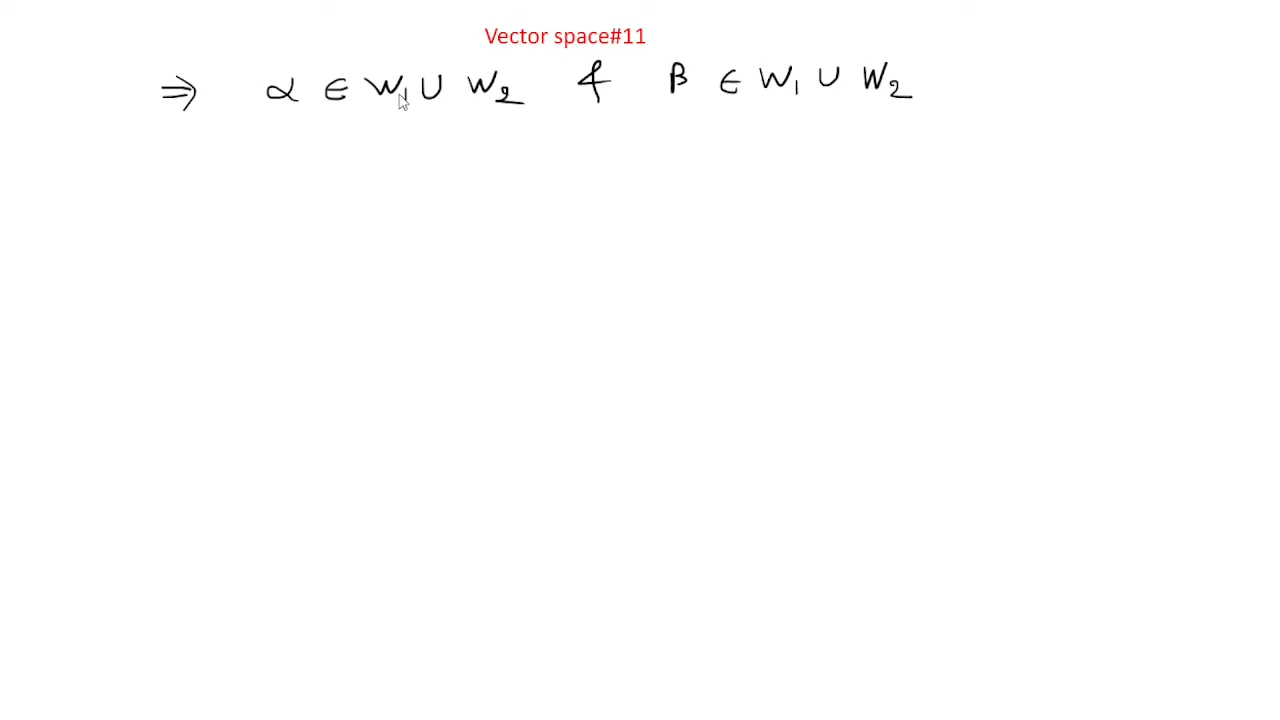 Vector space#11
⇒ α ∈ W₁ ∪ W₂ & β ∈ W₁ ∪ W₂